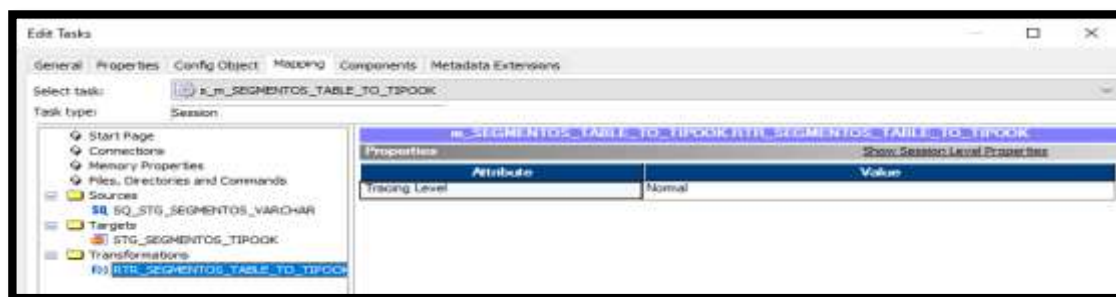 Edit Tasks
General Properties Config Object Mapping Components Metadata Extensions
Select task: s_m_SEGMENTOS_TABLE_TO_TIPOOK
Task type: Session
Start Page
Connections
Memory Properties
Files, Directories and Commands
Sources
SQ_STG_SEGMENTOS_VARCHAR
Targets
STG_SEGMENTOS_TIPOOK
Transformations
RTR_SEGMENTOS_TABLE_TO_TIPOOK
m_SEGMENTOS_TABLE_TO_TIPOOK.RTR_SEGMENTOS_TABLE_TO_TIPOOK
Properties Show Session Level Properties
Attribute Value
Tracing Level Normal